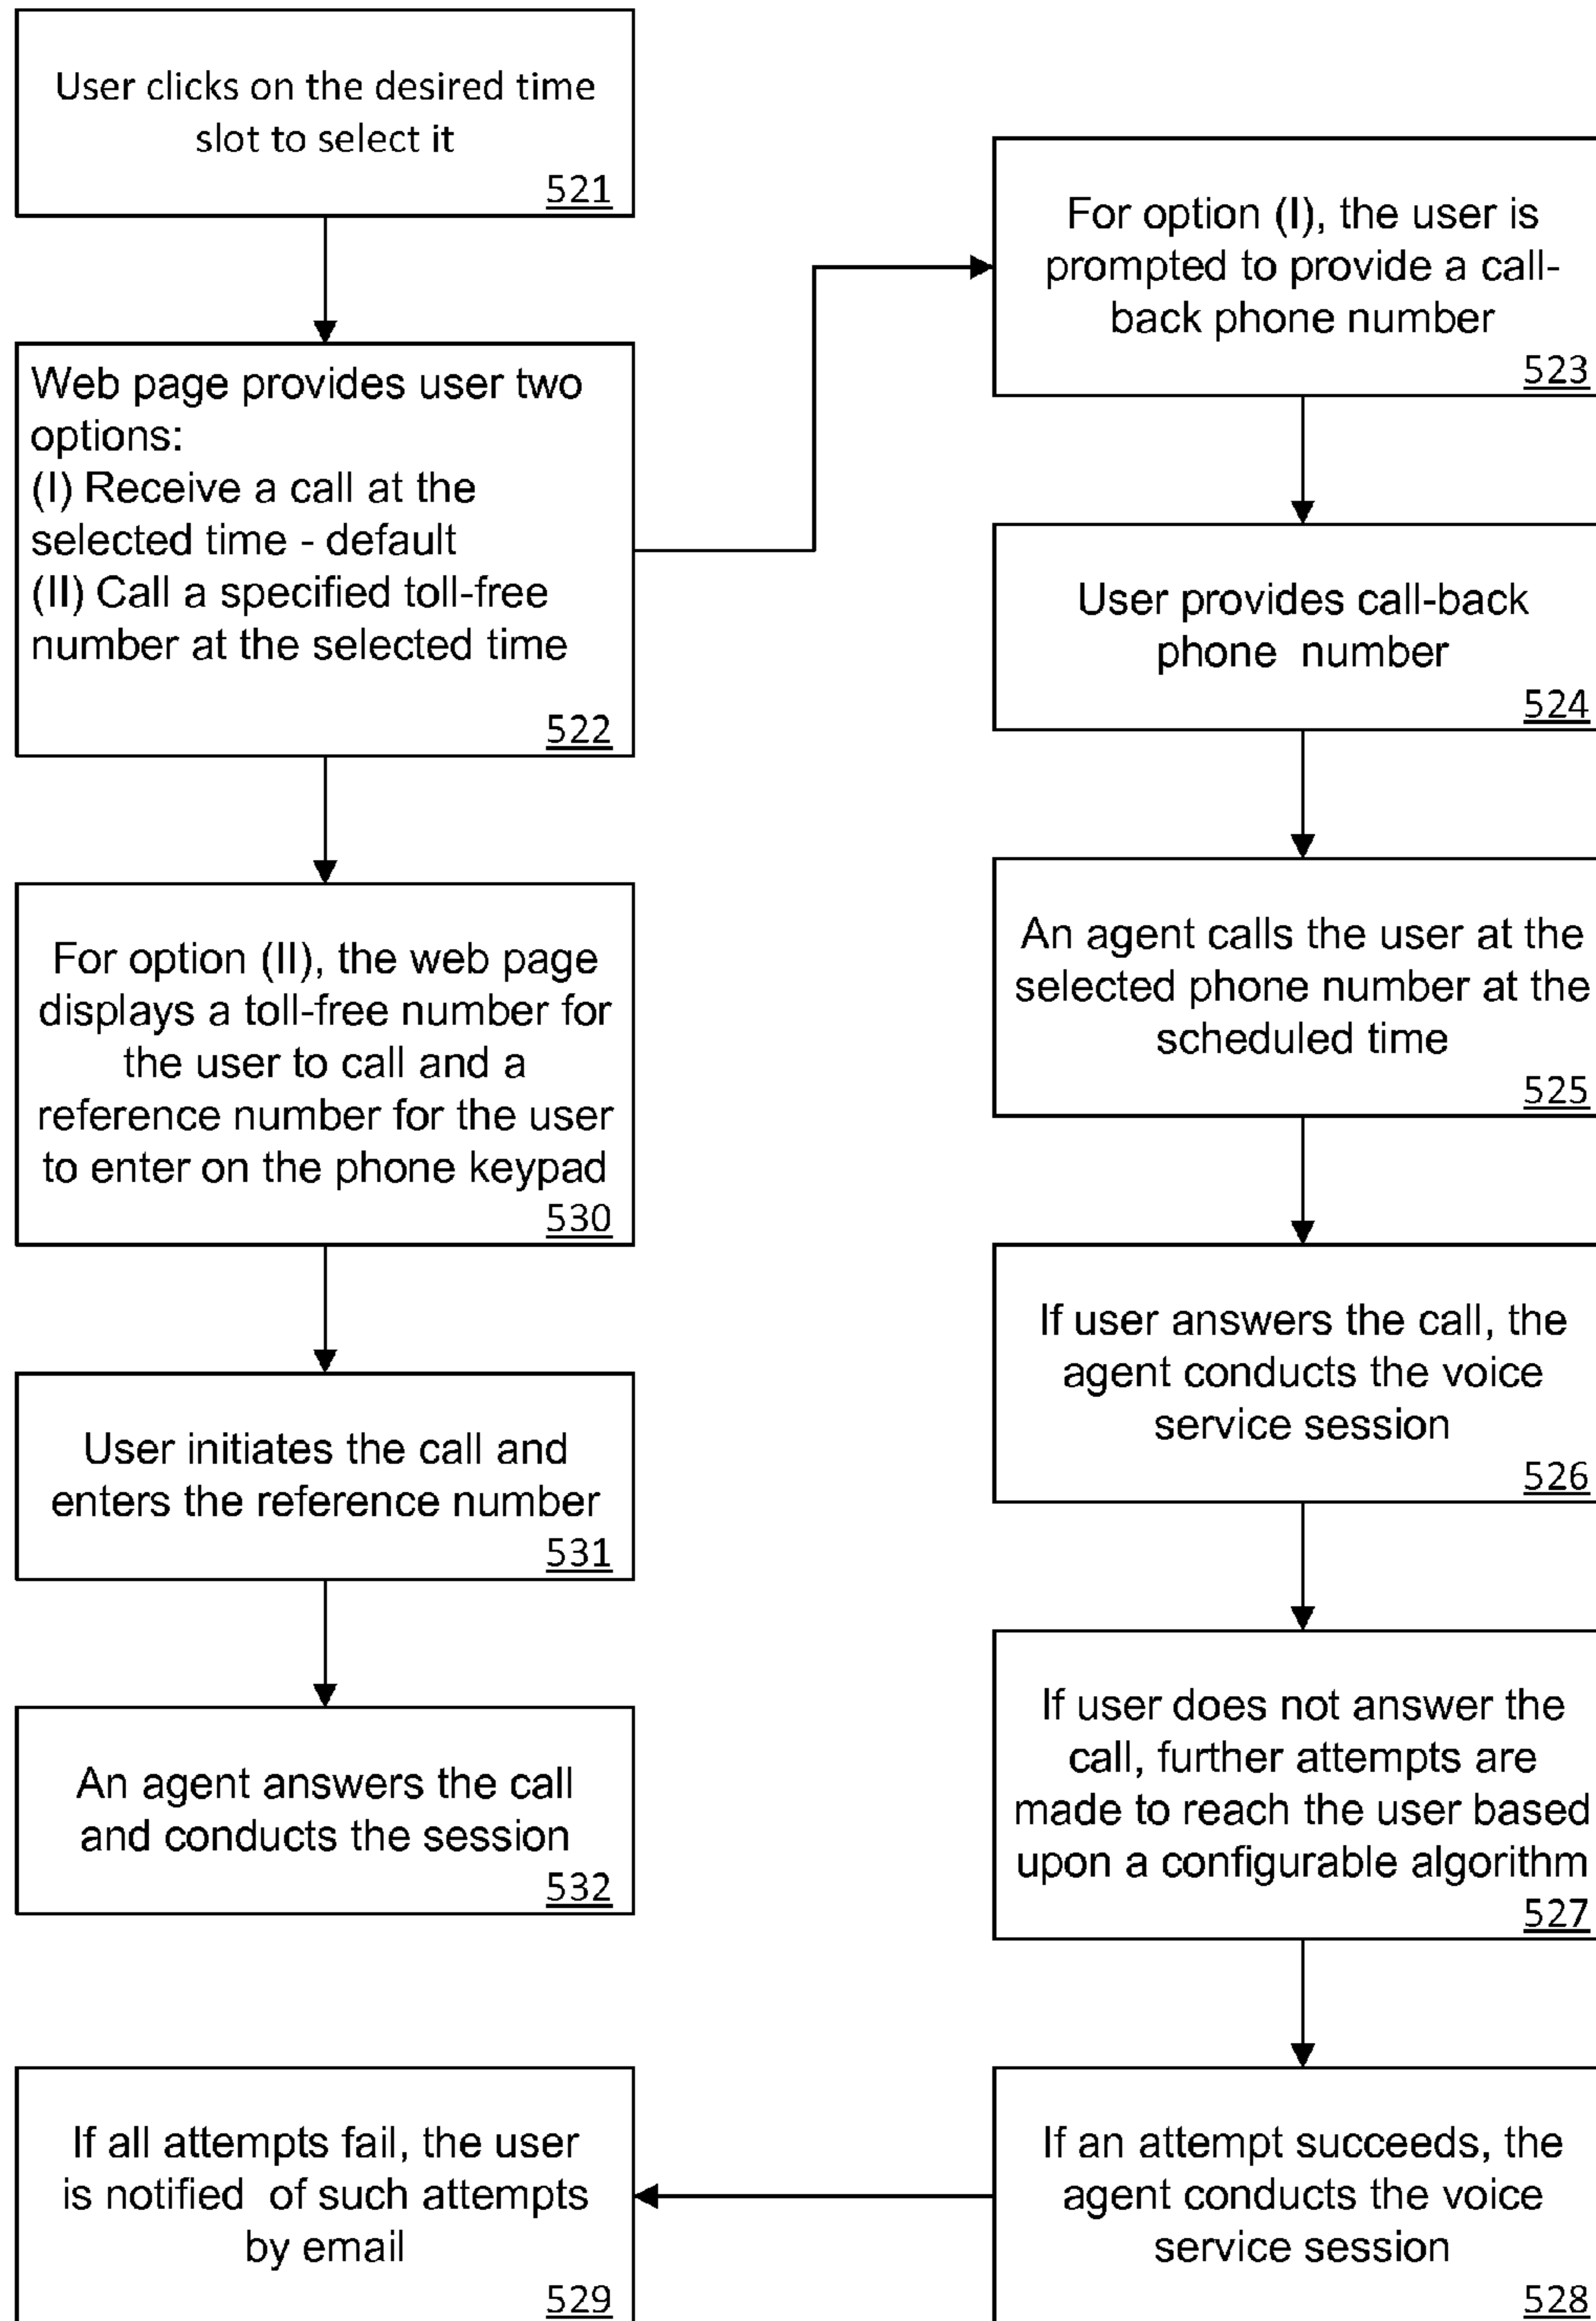 User clicks on the desired time
slot to select it
521
Web page provides user two
options:
(I) Receive a call at the
selected time - default
(II) Call a specified toll-free
number at the selected time
522
For option (I), the user is
prompted to provide a call-
back phone number
523
User provides call-back
phone number
524
An agent calls the user at the
selected phone number at the
scheduled time
525
If user answers the call, the
agent conducts the voice
service session
526
If user does not answer the
call, further attempts are
made to reach the user based
upon a configurable algorithm
527
If an attempt succeeds, the
agent conducts the voice
service session
528
If all attempts fail, the user
is notified of such attempts
by email
529
For option (II), the web page
displays a toll-free number for
the user to call and a
reference number for the user
to enter on the phone keypad
530
User initiates the call and
enters the reference number
531
An agent answers the call
and conducts the session
532